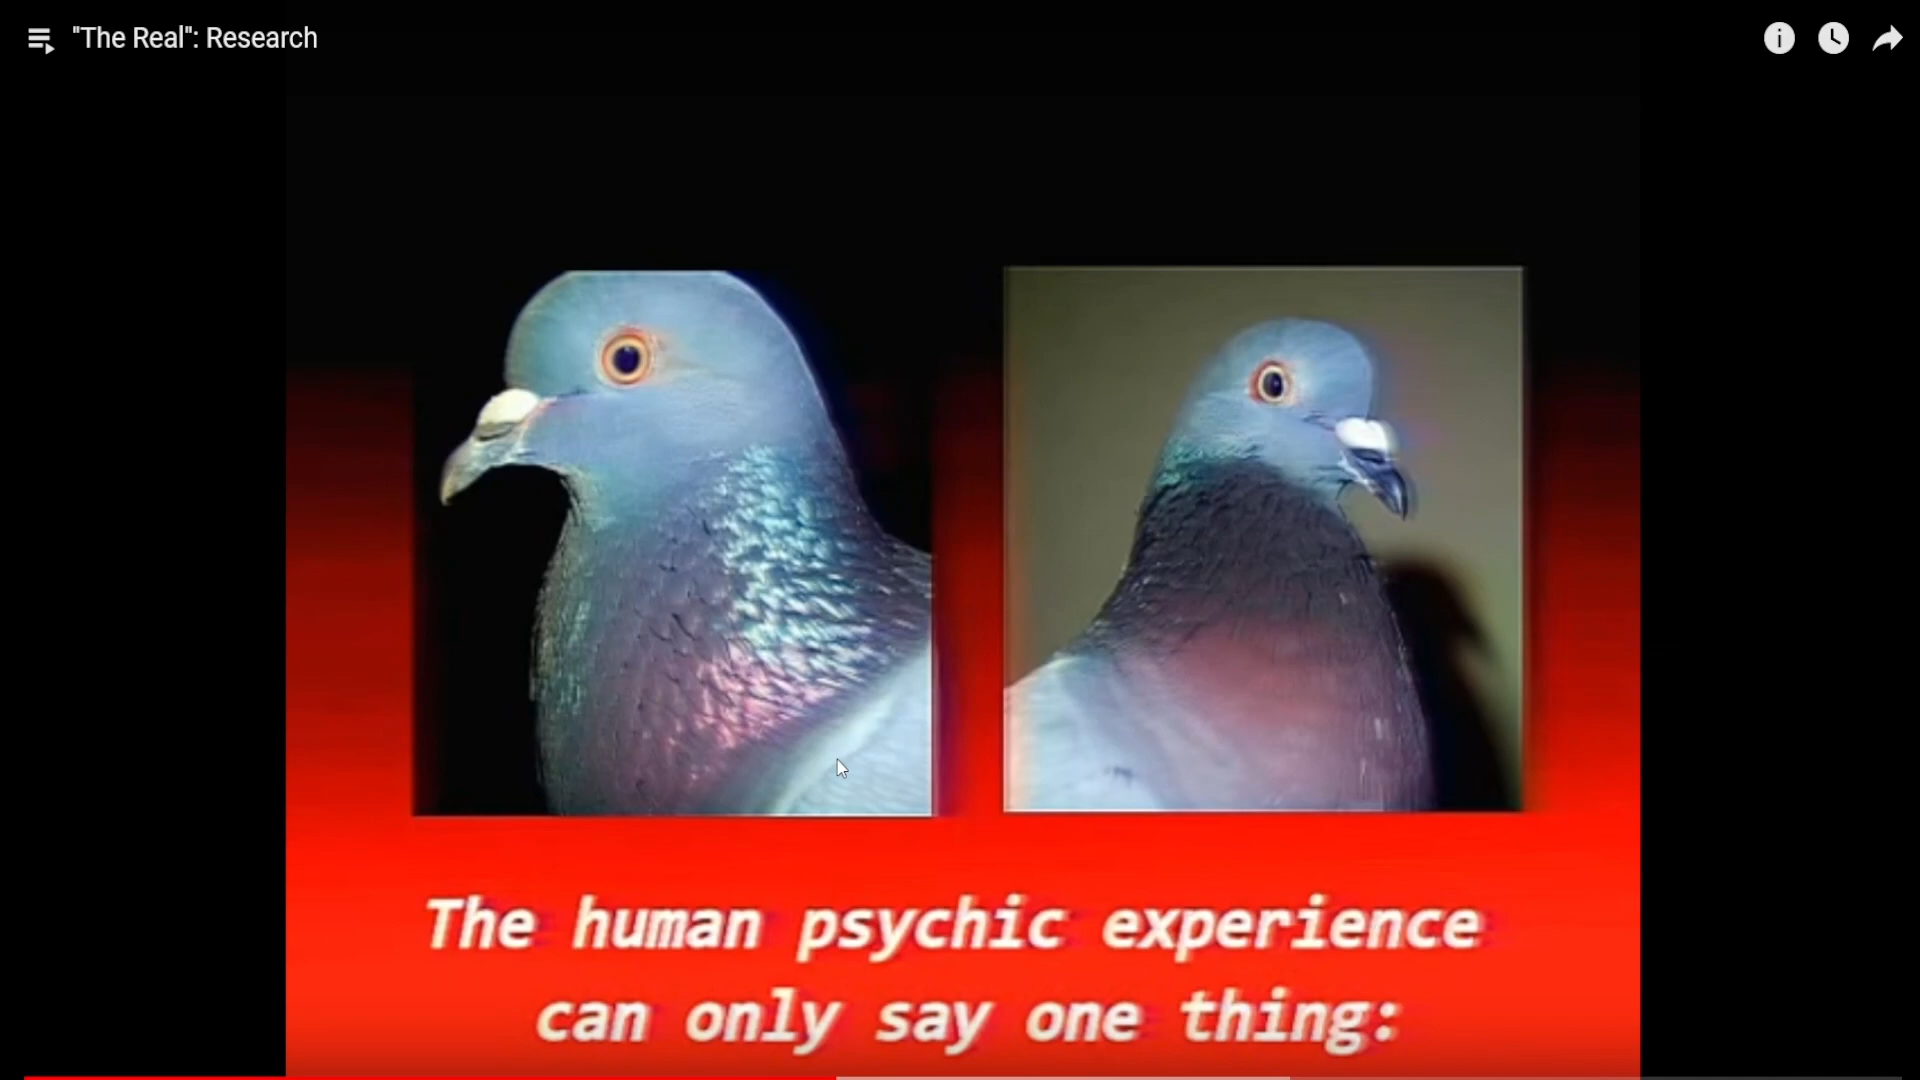 "The Real": Research
The human psychic experience
can only say one thing: